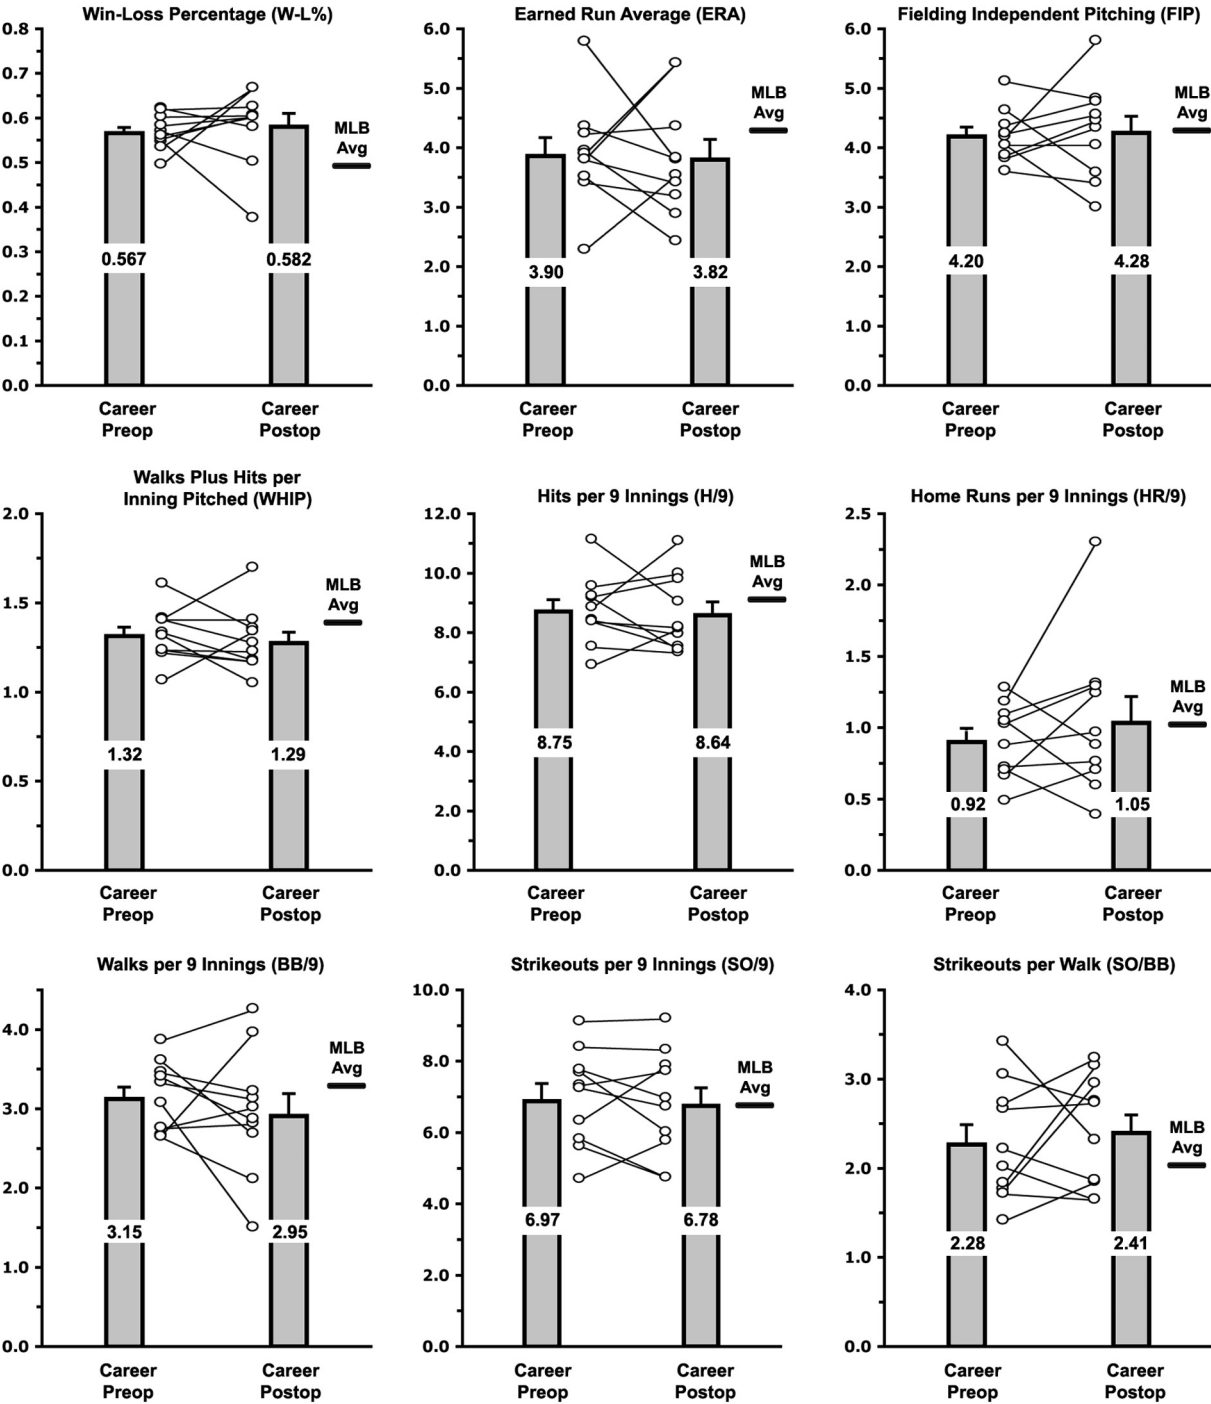 Win-Loss Percentage (W-L%)
0.8
0.7
0.6
0.5
0.4
0.3
0.2
0.1
0.0
MLB
Avg
0.567
0.582
Career
Preop
Career
Postop
Earned Run Average (ERA)
6.0
5.0
4.0
3.0
2.0
1.0
0.0
MLB
Avg
3.90
3.82
Career
Preop
Career
Postop
Fielding Independent Pitching (FIP)
6.0
5.0
4.0
3.0
2.0
1.0
0.0
MLB
Avg
4.20
4.28
Career
Preop
Career
Postop
Walks Plus Hits per
Inning Pitched (WHIP)
2.0
1.5
1.0
0.5
0.0
MLB
Avg
1.32
1.29
Career
Preop
Career
Postop
Hits per 9 Innings (H/9)
12.0
10.0
8.0
6.0
4.0
2.0
0.0
MLB
Avg
8.75
8.64
Career
Preop
Career
Postop
Home Runs per 9 Innings (HR/9)
2.5
2.0
1.5
1.0
0.5
0.0
MLB
Avg
0.92
1.05
Career
Preop
Career
Postop
Walks per 9 Innings (BB/9)
4.0
3.0
2.0
1.0
0.0
MLB
Avg
3.15
2.95
Career
Preop
Career
Postop
Strikeouts per 9 Innings (SO/9)
10.0
8.0
6.0
4.0
2.0
0.0
MLB
Avg
6.97
6.78
Career
Preop
Career
Postop
Strikeouts per Walk (SO/BB)
4.0
3.0
2.0
1.0
0.0
MLB
Avg
2.28
2.41
Career
Preop
Career
Postop